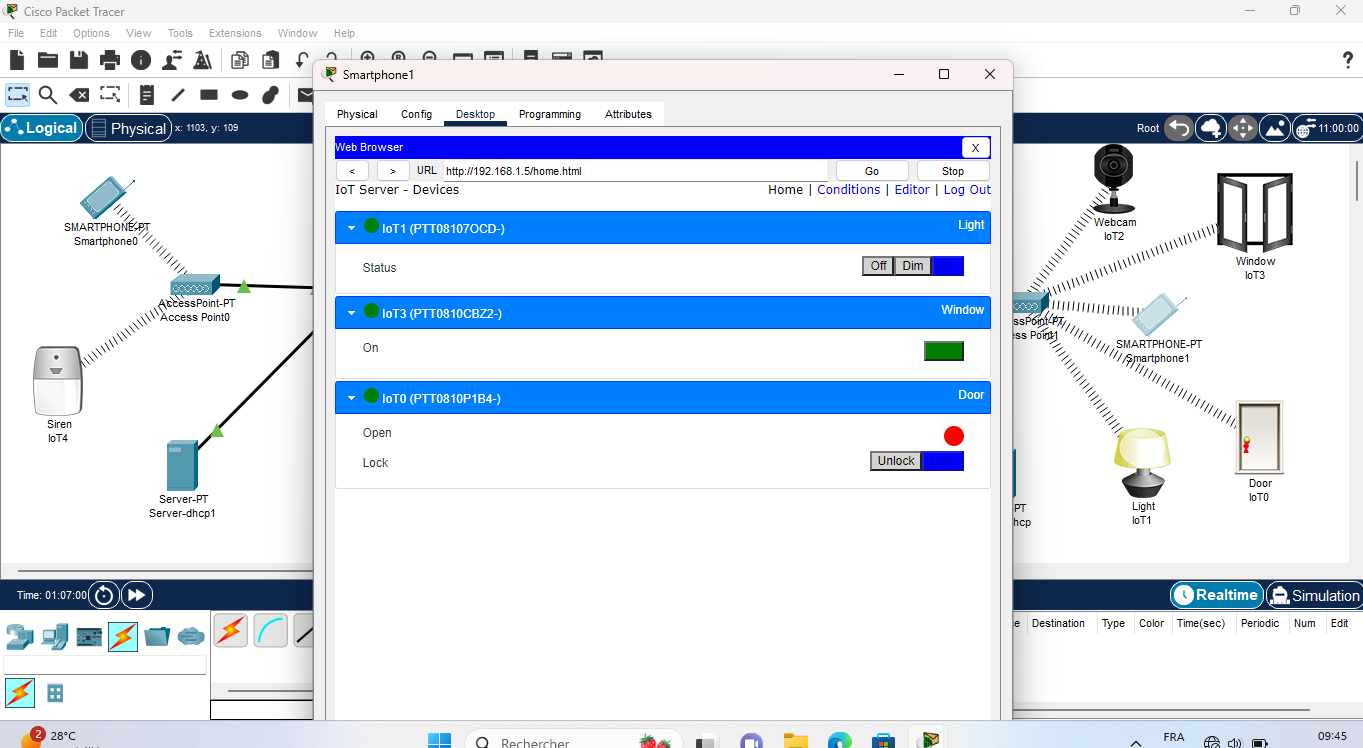 Cisco Packet Tracer
File Edit Options View Tools Extensions Window Help
?
Smartphone1
Physical Config Desktop Programming Attributes
Logical Physical x: 1103, y: 109
Root 11:00:00
Web Browser X
< > URL http://192.168.1.5/home.html Go Stop
IoT Server - Devices Home | Conditions | Editor | Log Out
IoT1 (PTT08107OCD-) Light
Status Off Dim
IoT3 (PTT0810CBZ2-) Window
On
IoT0 (PTT0810P1B4-) Door
Open
Lock Unlock
SMARTPHONE-PT
Smartphone0
AccessPoint-PT
Access Point0
Siren
IoT4
Server-PT
Server-dhcp1
Webcam
IoT2
Window
IoT3
ssPoint-PT
ss Point1
SMARTPHONE-PT
Smartphone1
Light
IoT1
Door
IoT0
-PT
hcp
Time: 01:07:00
Realtime Simulation
ce Destination Type Color Time(sec) Periodic Num Edit
2 28°C
Rechercher
FRA
09:45